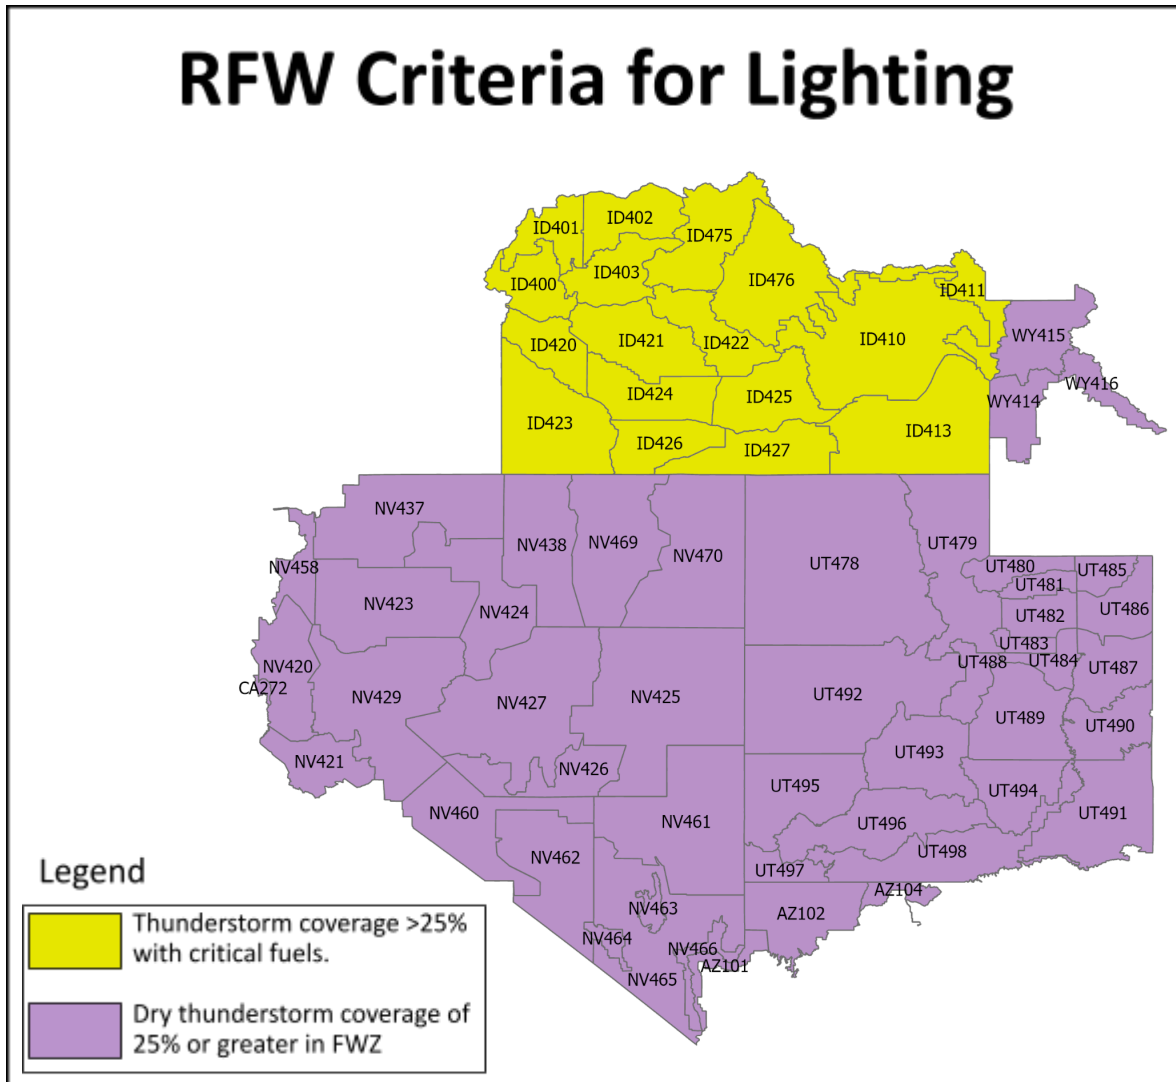 RFW Criteria for Lighting
ID402
ID401
ID475
ID403
ID476
ID400
ID411
WY415
ID420
ID421
ID422
ID410
WY416
ID424
ID425
WY414
ID423
ID413
ID426
ID427
NV437
NV438
NV469
NV470
UT478
UT479
NV458
UT480
UT485
UT481
NV423
NV424
UT482
UT486
UT483
NV420
UT488
UT484
UT487
CA272
NV429
NV427
NV425
UT492
UT489
UT490
NV421
NV426
UT493
UT495
UT494
NV460
NV461
UT496
UT491
NV462
UT498
UT497
AZ104
NV463
AZ102
NV464
NV466
AZ101
NV465
Legend
Thunderstorm coverage >25%
with critical fuels.
Dry thunderstorm coverage of
25% or greater in FWZ